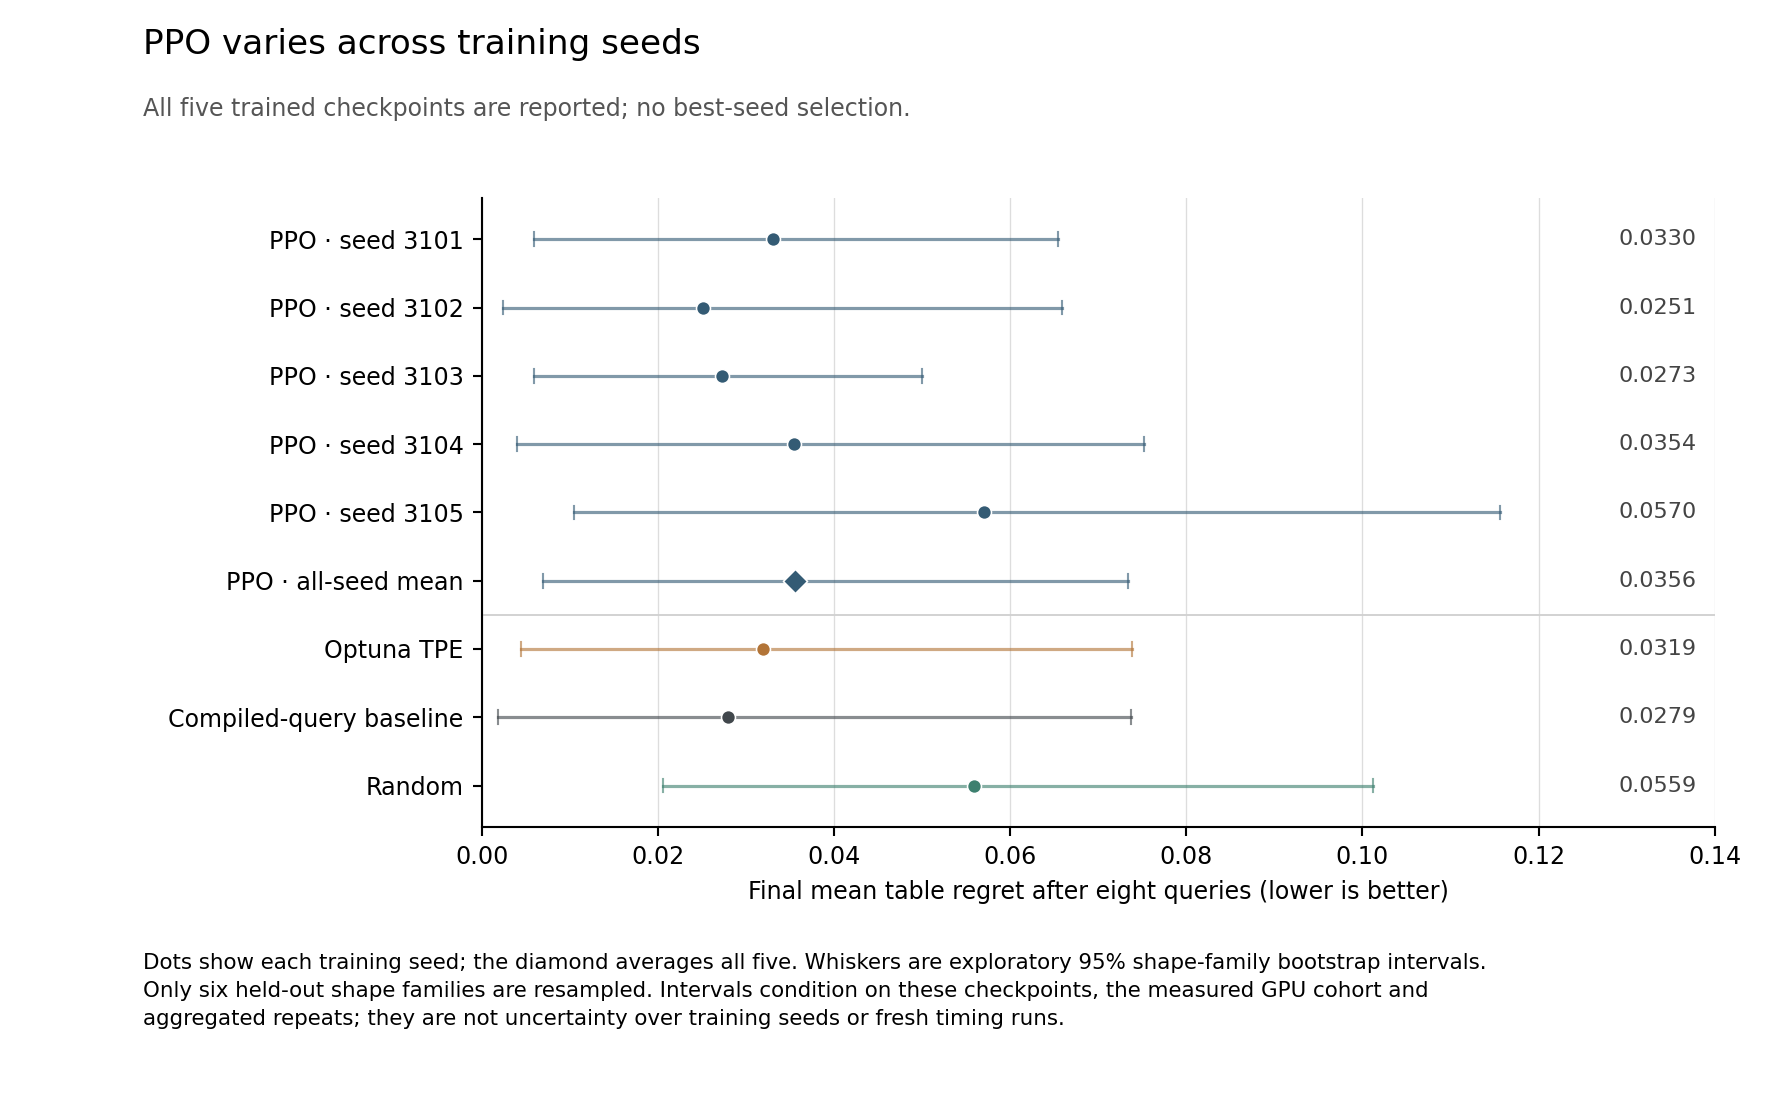 PPO varies across training seeds
All five trained checkpoints are reported; no best-seed selection.
PPO · seed 3101 0.0330
PPO · seed 3102 0.0251
PPO · seed 3103 0.0273
PPO · seed 3104 0.0354
PPO · seed 3105 0.0570
PPO · all-seed mean 0.0356
Optuna TPE 0.0319
Compiled-query baseline 0.0279
Random 0.0559
0.00 0.02 0.04 0.06 0.08 0.10 0.12 0.14
Final mean table regret after eight queries (lower is better)
Dots show each training seed; the diamond averages all five. Whiskers are exploratory 95% shape-family bootstrap intervals.
Only six held-out shape families are resampled. Intervals condition on these checkpoints, the measured GPU cohort and
aggregated repeats; they are not uncertainty over training seeds or fresh timing runs.